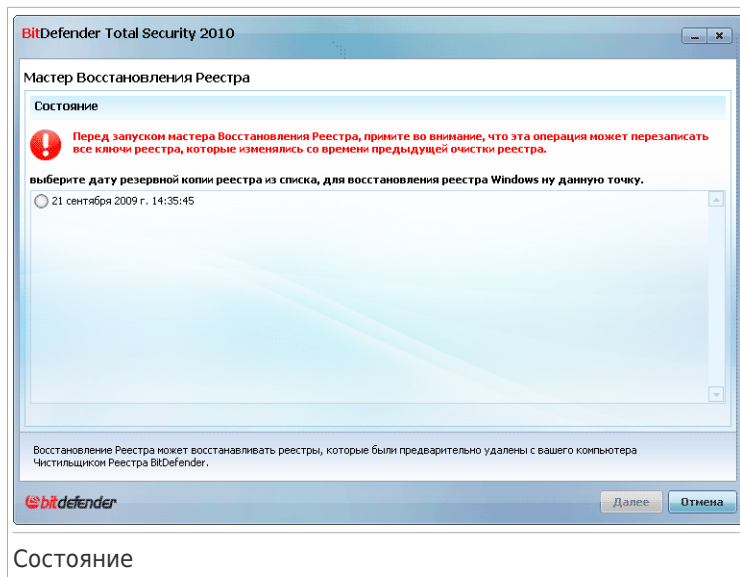 BitDefender Total Security 2010
Мастер Восстановления Реестра
Состояние
Перед запуском мастера Восстановления Реестра, примите во внимание, что эта операция может перезаписать
все ключи реестра, которые изменялись со времени предыдущей очистки реестра.
выберите дату резервной копии реестра из списка, для восстановления реестра Windows ну данную точку.
21 сентября 2009 г. 14:35:45
Восстановление Реестра может восстанавливать реестры, которые были предварительно удалены с вашего компьютера
Чистильщиком Реестра BitDefender.
bitdefender
Далее Отмена
Состояние